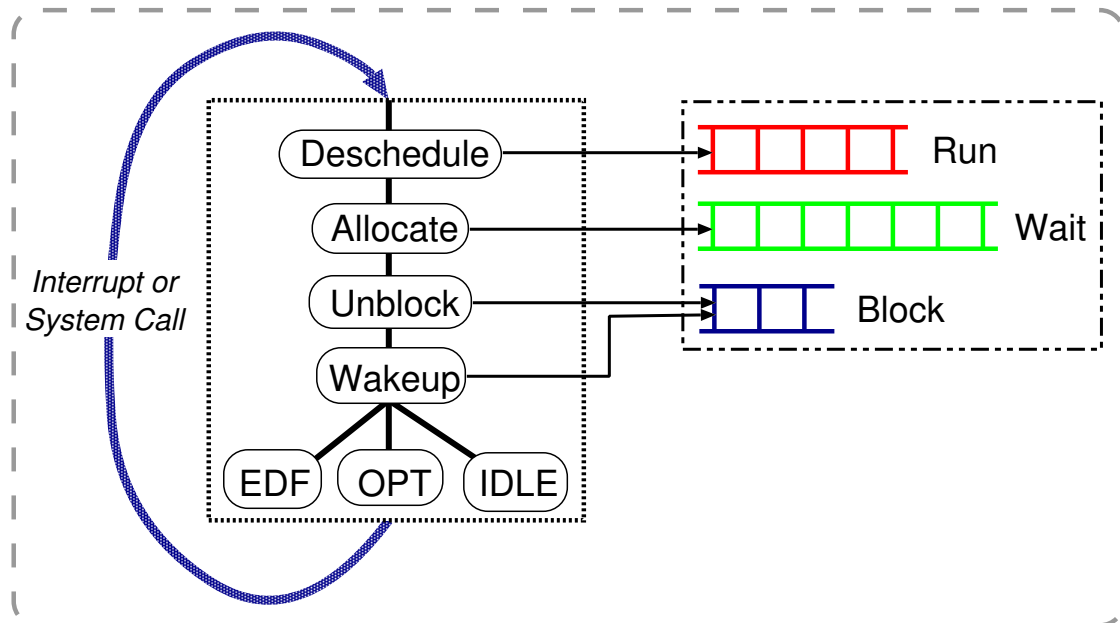 Deschedule
Run
Allocate
Wait
Interrupt or
System Call
Unblock
Block
Wakeup
EDF
OPT
IDLE